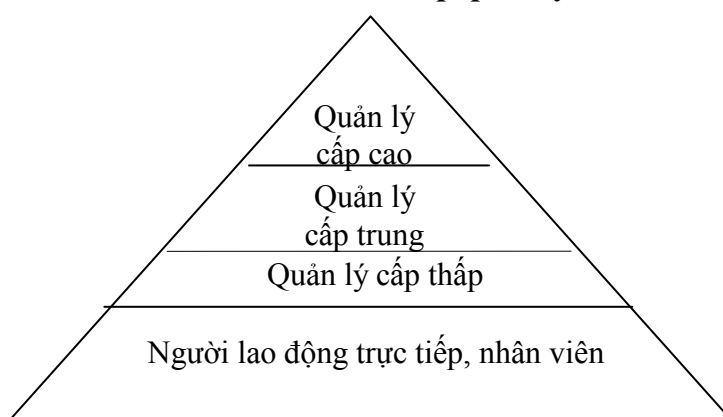 Quản lý
cấp cao
Quản lý
cấp trung
Quản lý cấp thấp
Người lao động trực tiếp, nhân viên